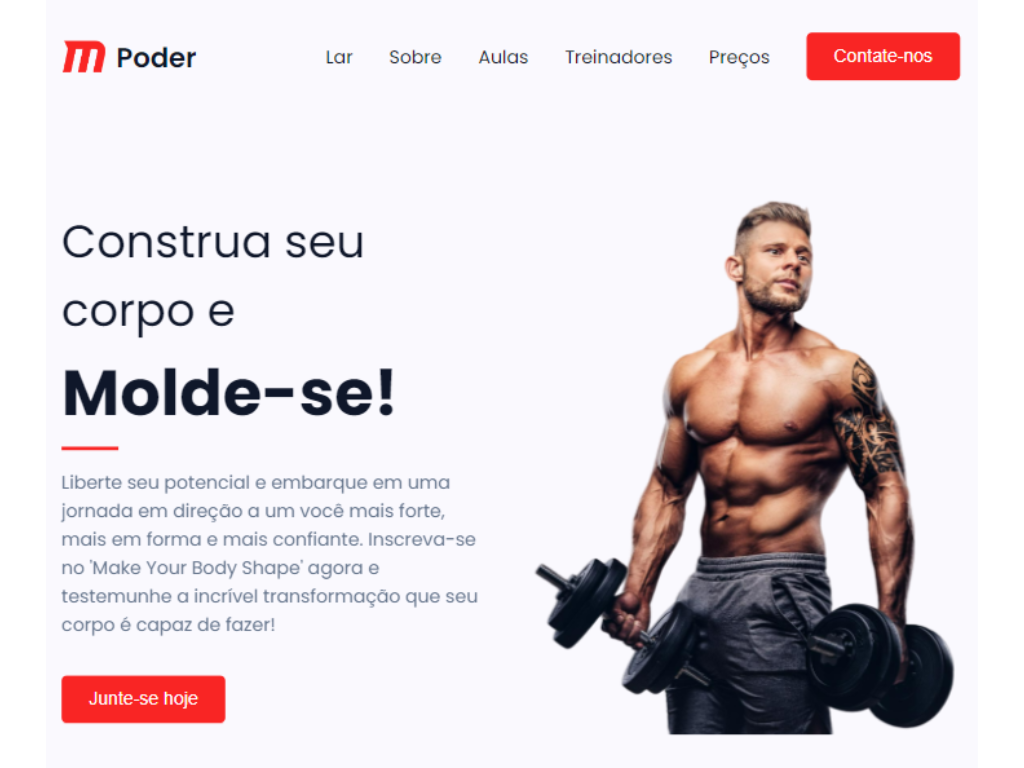 Poder
Lar
Sobre
Aulas
Treinadores
Preços
Contate-nos
Construa seu
corpo e
Molde-se!
Liberte seu potencial e embarque em uma
jornada em direção a um você mais forte,
mais em forma e mais confiante. Inscreva-se
no 'Make Your Body Shape' agora e
testemunhe a incrível transformação que seu
corpo é capaz de fazer!
Junte-se hoje